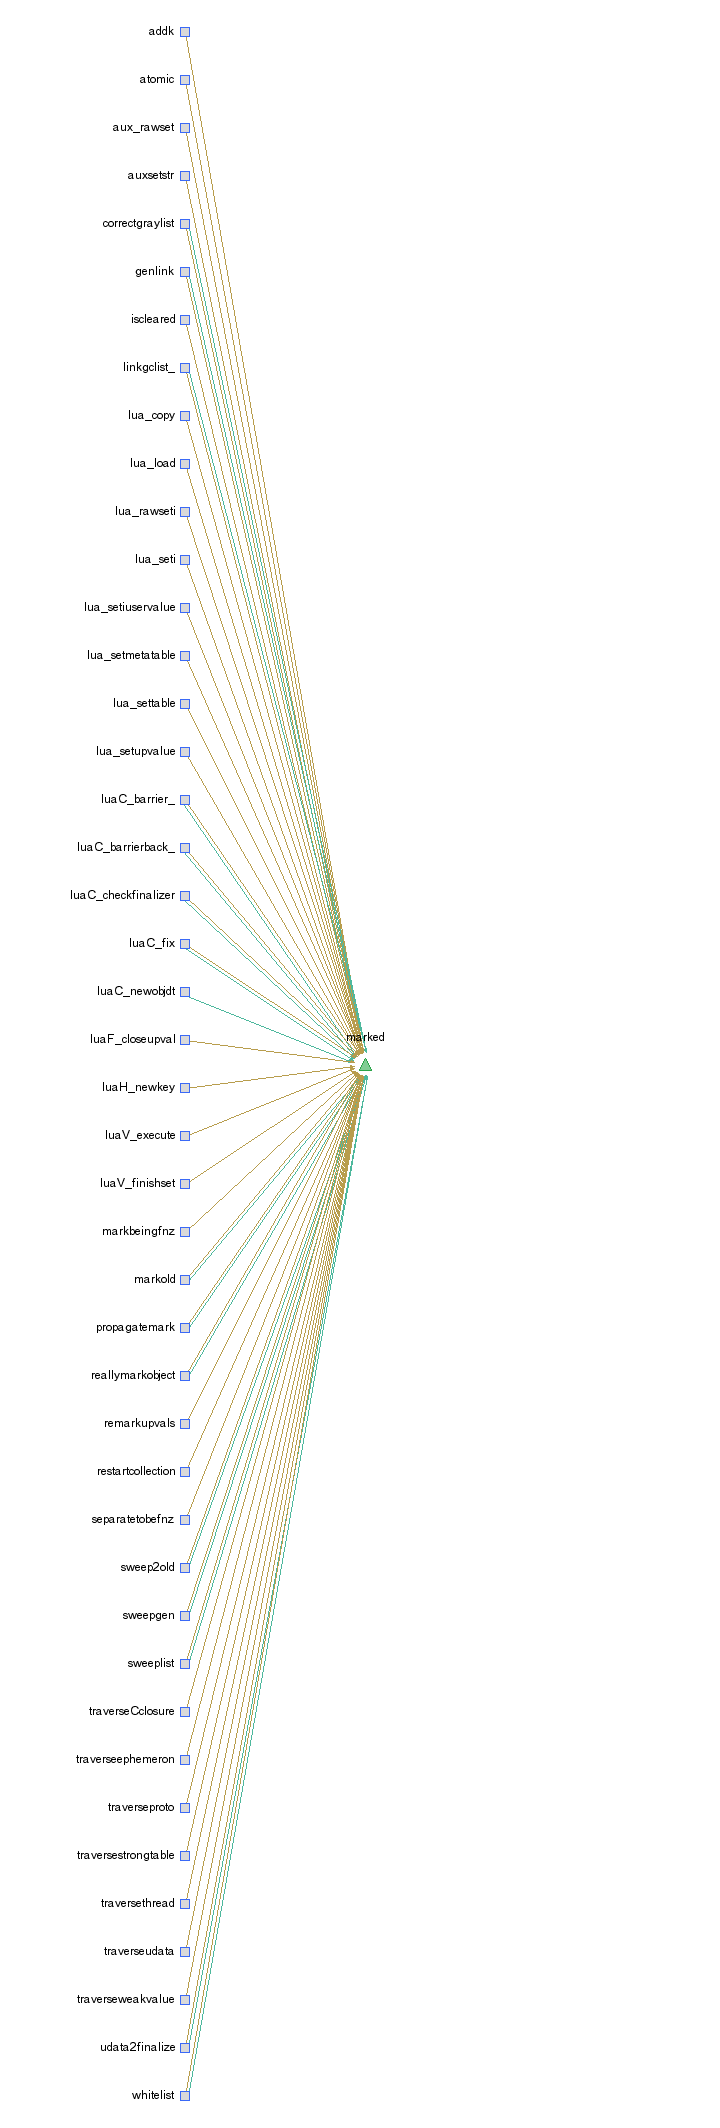 addk
atomic
aux_rawset
auxsetstr
correctgraylist
genlink
iscleared
linkgclist_
lua_copy
lua_load
lua_rawseti
lua_seti
lua_setiuservalue
lua_setmetatable
lua_settable
lua_setupvalue
luaC_barrier_
luaC_barrierback_
luaC_checkfinalizer
luaC_fix
luaC_newobjdt
marked
luaF_closeupval
luaH_newkey
luaV_execute
luaV_finishset
markbeingfnz
markold
propagatemark
reallymarkobject
remarkupvals
restartcollection
separatetobefnz
sweep2old
sweepgen
sweeplist
traverseCclosure
traverseephemeron
traverseproto
traversestrongtable
traversethread
traverseudata
traverseweakvalue
udata2finalize
whitelist